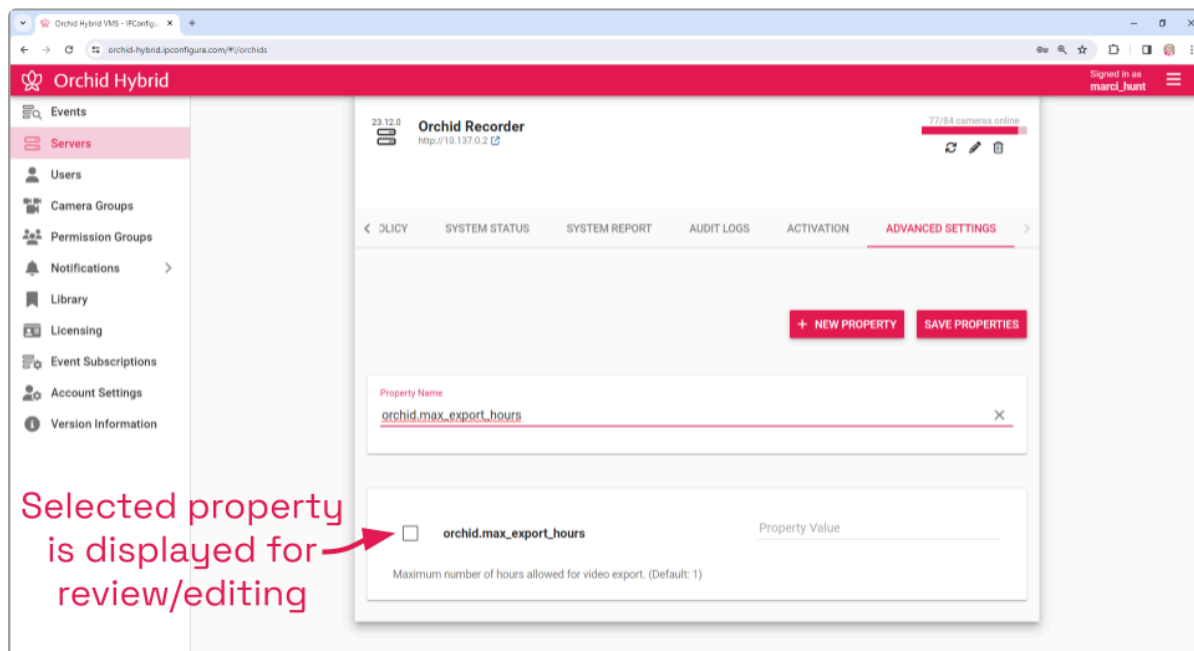 Orchid Hybrid VMS - IPConfigu
orchid-hybrid.ipconfigure.com/#!/orchids
Orchid Hybrid
Signed in as
marci_hunt
Events
Servers
Users
Camera Groups
Permission Groups
Notifications
Library
Licensing
Event Subscriptions
Account Settings
Version Information
23.12.0
Orchid Recorder
http://10.137.0.2
77/84 cameras online
OLICY SYSTEM STATUS SYSTEM REPORT AUDIT LOGS ACTIVATION ADVANCED SETTINGS
+ NEW PROPERTY SAVE PROPERTIES
Property Name
orchid.max_export_hours
Selected property
is displayed for
review/editing
orchid.max_export_hours Property Value
Maximum number of hours allowed for video export. (Default: 1)